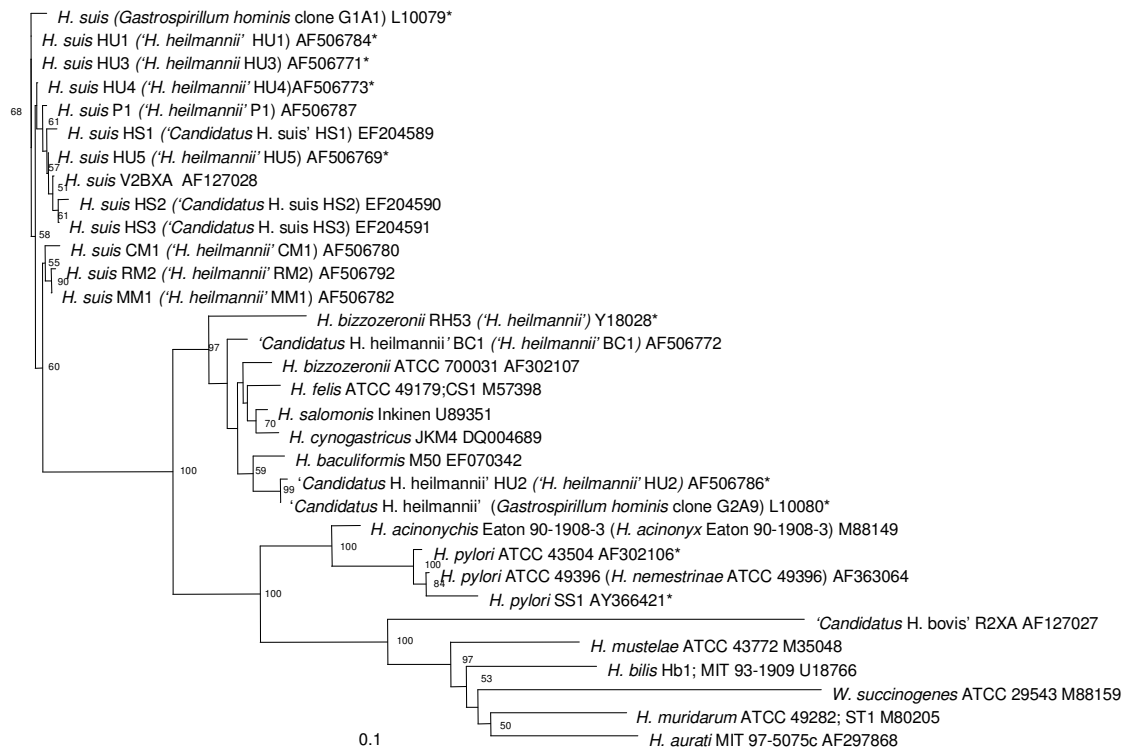 H. suis (Gastrospirillum hominis clone G1A1) L10079*
H. suis HU1 ('H. heilmannii' HU1) AF506784*
H. suis HU3 ('H. heilmannii HU3) AF506771*
68
H. suis HU4 ('H. heilmannii' HU4)AF506773*
H. suis P1 ('H. heilmannii' P1) AF506787
61
H. suis HS1 ('Candidatus H. suis' HS1) EF204589
H. suis HU5 ('H. heilmannii' HU5) AF506769*
57
H. suis V2BXA AF127028
51
H. suis HS2 ('Candidatus H. suis HS2) EF204590
61
H. suis HS3 ('Candidatus H. suis HS3) EF204591
58
H. suis CM1 ('H. heilmannii' CM1) AF506780
55
H. suis RM2 ('H. heilmannii' RM2) AF506792
90
H. suis MM1 ('H. heilmannii' MM1) AF506782
H. bizzozeronii RH53 ('H. heilmannii') Y18028*
97
'Candidatus H. heilmannii' BC1 ('H. heilmannii' BC1) AF506772
60
H. bizzozeronii ATCC 700031 AF302107
H. felis ATCC 49179;CS1 M57398
H. salomonis Inkinen U89351
70
H. cynogastricus JKM4 DQ004689
H. baculiformis M50 EF070342
100
59
'Candidatus H. heilmannii' HU2 ('H. heilmannii' HU2) AF506786*
99
'Candidatus H. heilmannii' (Gastrospirillum hominis clone G2A9) L10080*
H. acinonychis Eaton 90-1908-3 (H. acinonyx Eaton 90-1908-3) M88149
100
H. pylori ATCC 43504 AF302106*
100
H. pylori ATCC 49396 (H. nemestrinae ATCC 49396) AF363064
84
100
H. pylori SS1 AY366421*
'Candidatus H. bovis' R2XA AF127027
100
H. mustelae ATCC 43772 M35048
97
H. bilis Hb1; MIT 93-1909 U18766
53
W. succinogenes ATCC 29543 M88159
H. muridarum ATCC 49282; ST1 M80205
50
H. aurati MIT 97-5075c AF297868
0.1